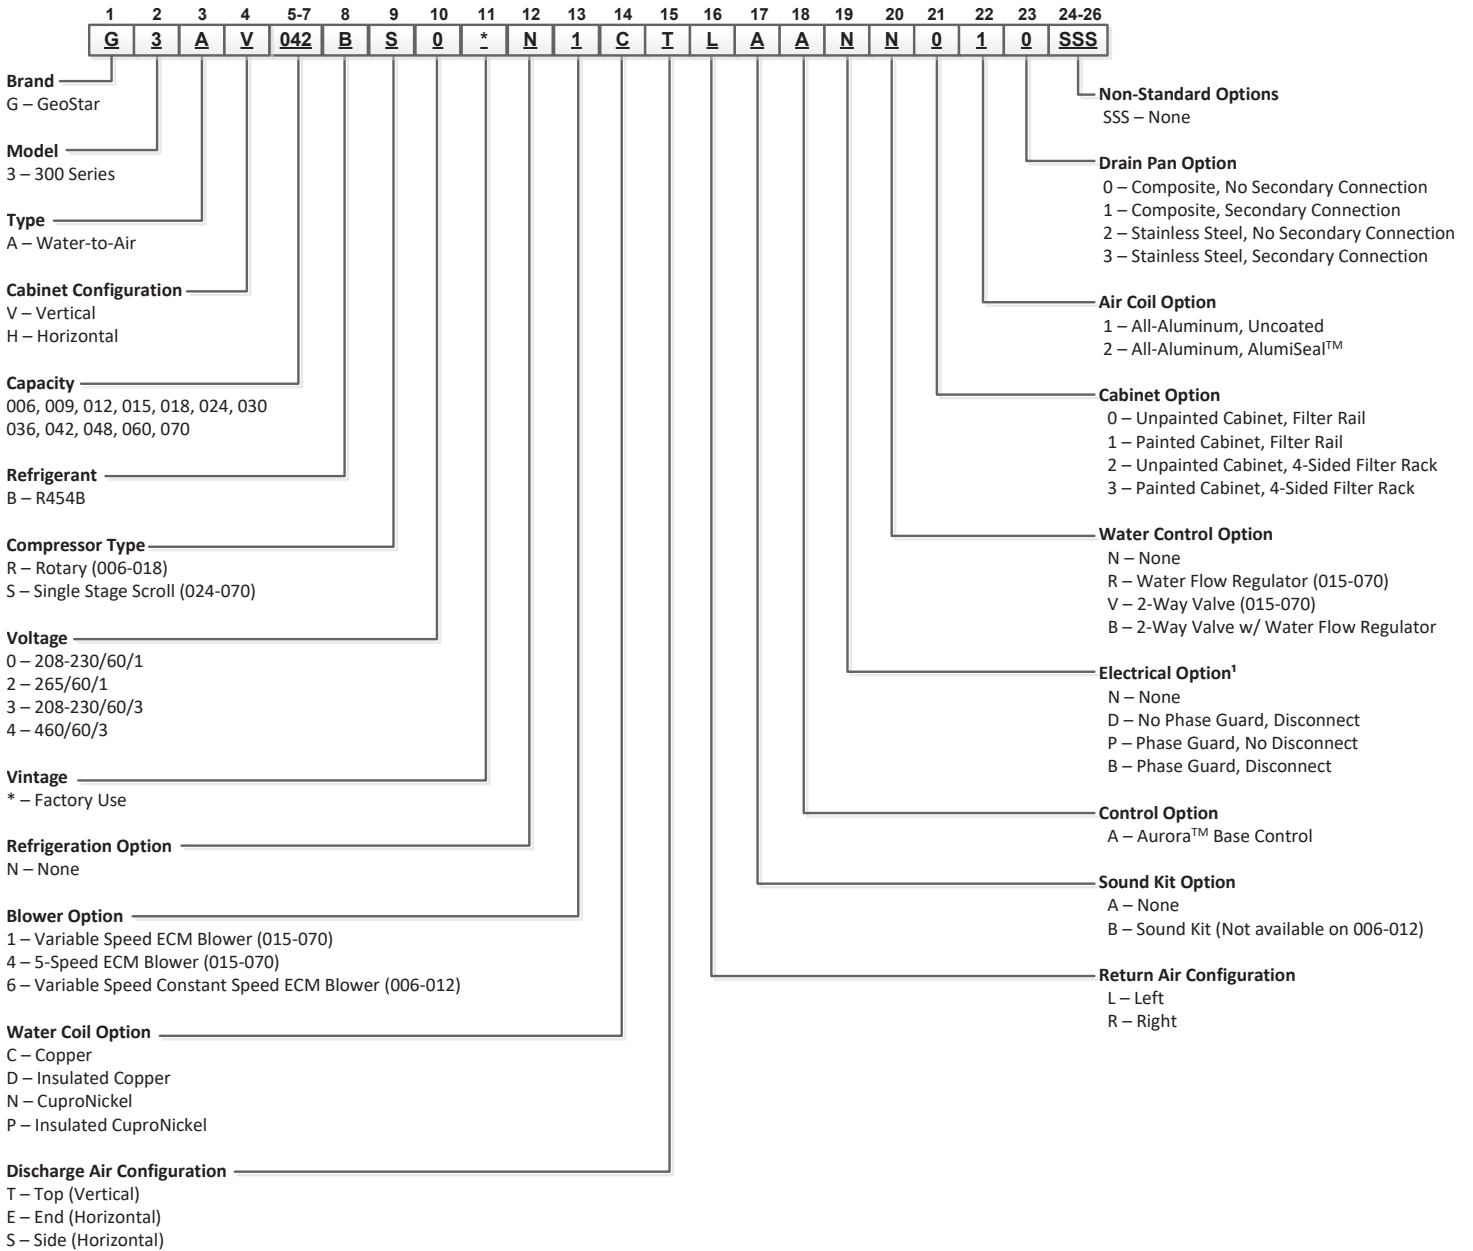 1 2 3 4 5-7 8 9 10 11 12 13 14 15 16 17 18 19 20 21 22 23 24-26
G 3 A V 042 B S 0 * N 1 C T L A A N N 0 1 0 SSS
Brand
G – GeoStar
Model
3 – 300 Series
Type
A – Water-to-Air
Cabinet Configuration
V – Vertical
H – Horizontal
Capacity
006, 009, 012, 015, 018, 024, 030
036, 042, 048, 060, 070
Refrigerant
B – R454B
Compressor Type
R – Rotary (006-018)
S – Single Stage Scroll (024-070)
Voltage
0 – 208-230/60/1
2 – 265/60/1
3 – 208-230/60/3
4 – 460/60/3
Vintage
* – Factory Use
Refrigeration Option
N – None
Blower Option
1 – Variable Speed ECM Blower (015-070)
4 – 5-Speed ECM Blower (015-070)
6 – Variable Speed Constant Speed ECM Blower (006-012)
Water Coil Option
C – Copper
D – Insulated Copper
N – CuproNickel
P – Insulated CuproNickel
Discharge Air Configuration
T – Top (Vertical)
E – End (Horizontal)
S – Side (Horizontal)
Non-Standard Options
SSS – None
Drain Pan Option
0 – Composite, No Secondary Connection
1 – Composite, Secondary Connection
2 – Stainless Steel, No Secondary Connection
3 – Stainless Steel, Secondary Connection
Air Coil Option
1 – All-Aluminum, Uncoated
2 – All-Aluminum, AlumiSeal™
Cabinet Option
0 – Unpainted Cabinet, Filter Rail
1 – Painted Cabinet, Filter Rail
2 – Unpainted Cabinet, 4-Sided Filter Rack
3 – Painted Cabinet, 4-Sided Filter Rack
Water Control Option
N – None
R – Water Flow Regulator (015-070)
V – 2-Way Valve (015-070)
B – 2-Way Valve w/ Water Flow Regulator
Electrical Option¹
N – None
D – No Phase Guard, Disconnect
P – Phase Guard, No Disconnect
B – Phase Guard, Disconnect
Control Option
A – Aurora™ Base Control
Sound Kit Option
A – None
B – Sound Kit (Not available on 006-012)
Return Air Configuration
L – Left
R – Right